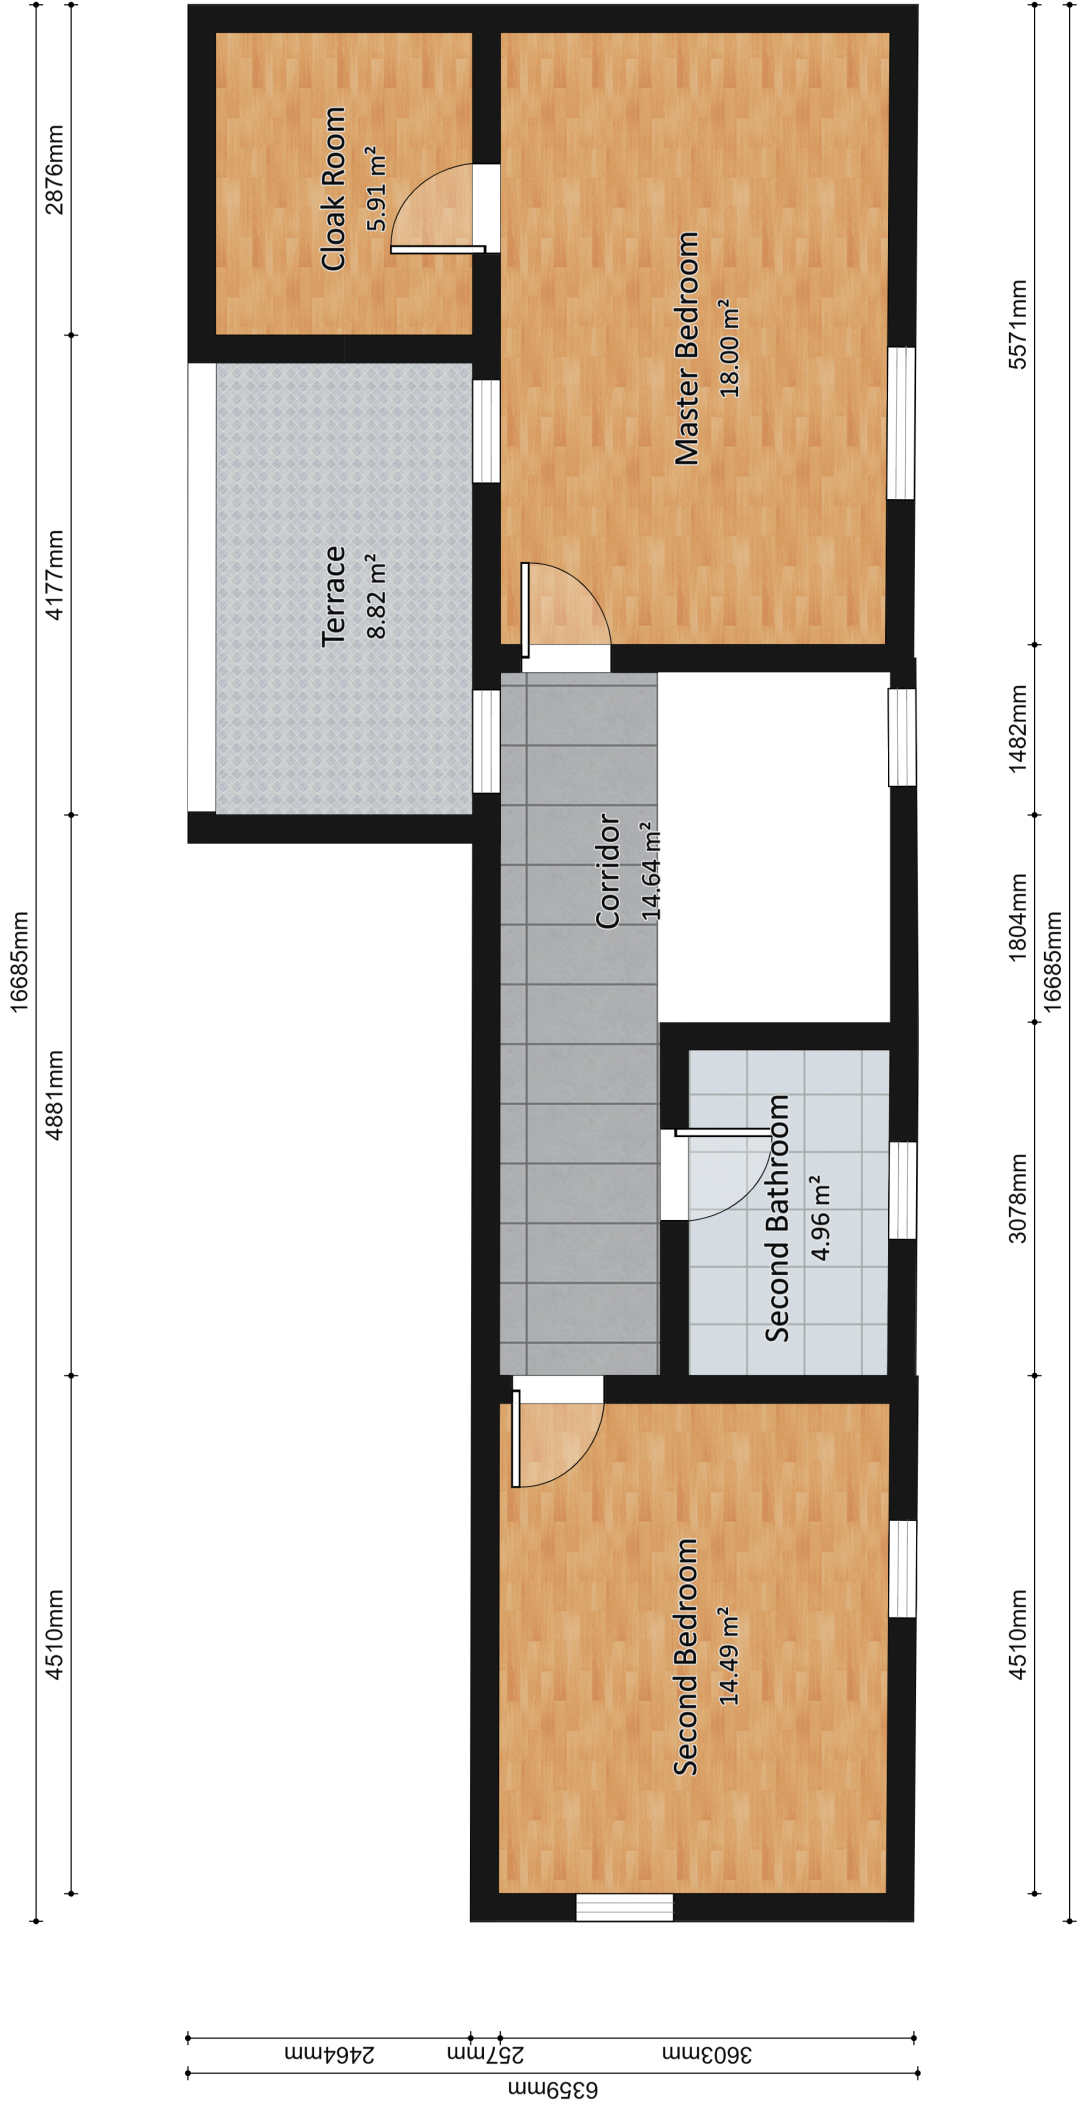 Cloak Room
5.91 m²
Master Bedroom
18.00 m²
Terrace
8.82 m²
Corridor
14.64 m²
Second Bathroom
4.96 m²
Second Bedroom
14.49 m²
16685mm
2876mm
4177mm
4881mm
4510mm
5571mm
1482mm
1804mm
3078mm
4510mm
16685mm
2464mm
257mm
3603mm
6359mm